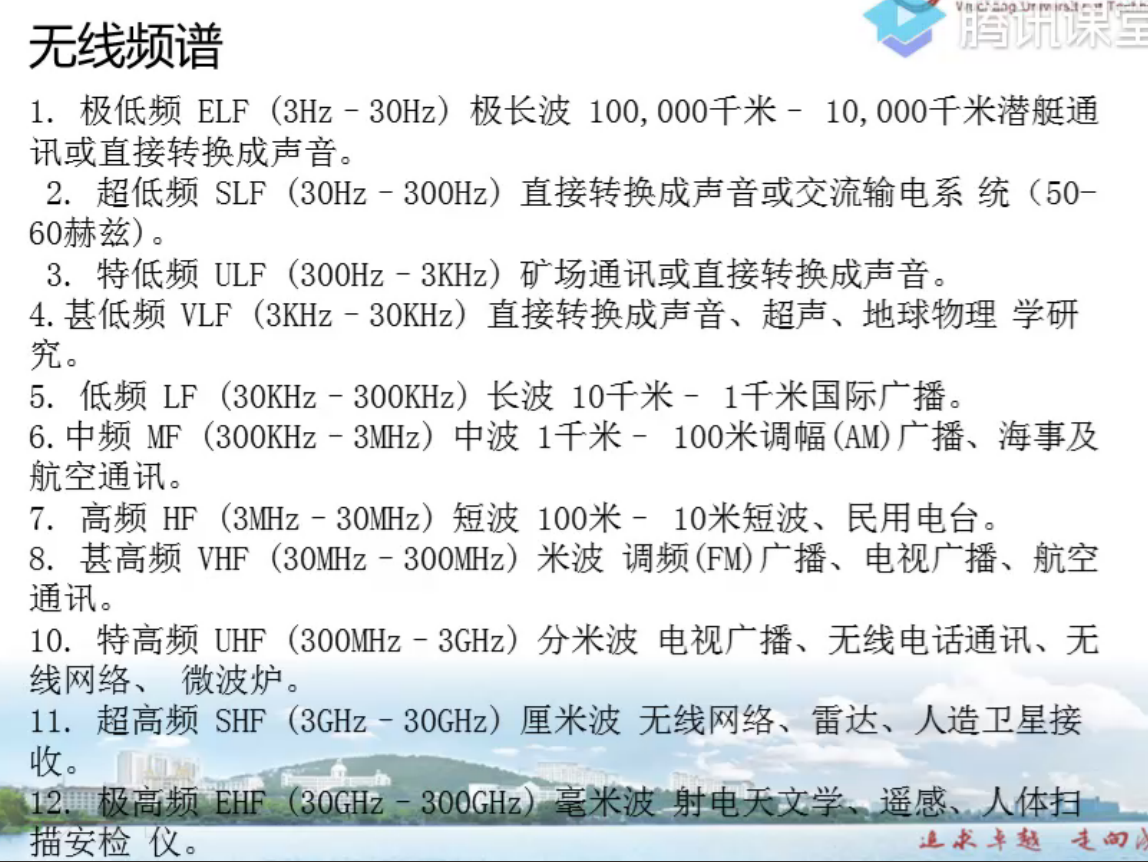 无线频谱
腾讯课堂
1. 极低频 ELF (3Hz–30Hz) 极长波 100,000千米– 10,000千米潜艇通
讯或直接转换成声音。
2. 超低频 SLF (30Hz–300Hz) 直接转换成声音或交流输电系 统（50-
60赫兹)。
3. 特低频 ULF (300Hz–3KHz) 矿场通讯或直接转换成声音。
4.甚低频 VLF (3KHz–30KHz) 直接转换成声音、超声、地球物理 学研
究。
5. 低频 LF (30KHz–300KHz) 长波 10千米– 1千米国际广播。
6.中频 MF (300KHz–3MHz) 中波 1千米– 100米调幅(AM)广播、海事及
航空通讯。
7. 高频 HF (3MHz–30MHz) 短波 100米– 10米短波、民用电台。
8. 甚高频 VHF (30MHz–300MHz) 米波 调频(FM)广播、电视广播、航空
通讯。
10. 特高频 UHF (300MHz–3GHz) 分米波 电视广播、无线电话通讯、无
线网络、 微波炉。
11. 超高频 SHF (3GHz–30GHz) 厘米波 无线网络、雷达、人造卫星接
收。
12. 极高频 EHF (30GHz–300GHz) 毫米波 射电天文学、遥感、人体扫
描安检 仪。
追求卓越 走向